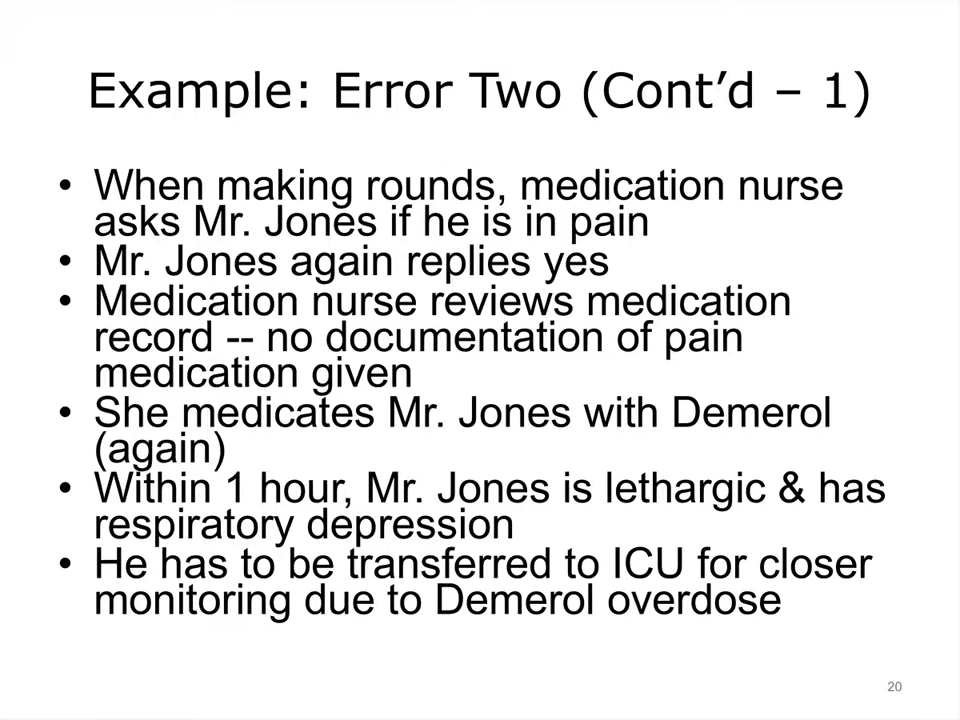 Example: Error Two (Cont’d – 1)
• When making rounds, medication nurse
asks Mr. Jones if he is in pain
• Mr. Jones again replies yes
• Medication nurse reviews medication
record -- no documentation of pain
medication given
• She medicates Mr. Jones with Demerol
(again)
• Within 1 hour, Mr. Jones is lethargic & has
respiratory depression
• He has to be transferred to ICU for closer
monitoring due to Demerol overdose
20